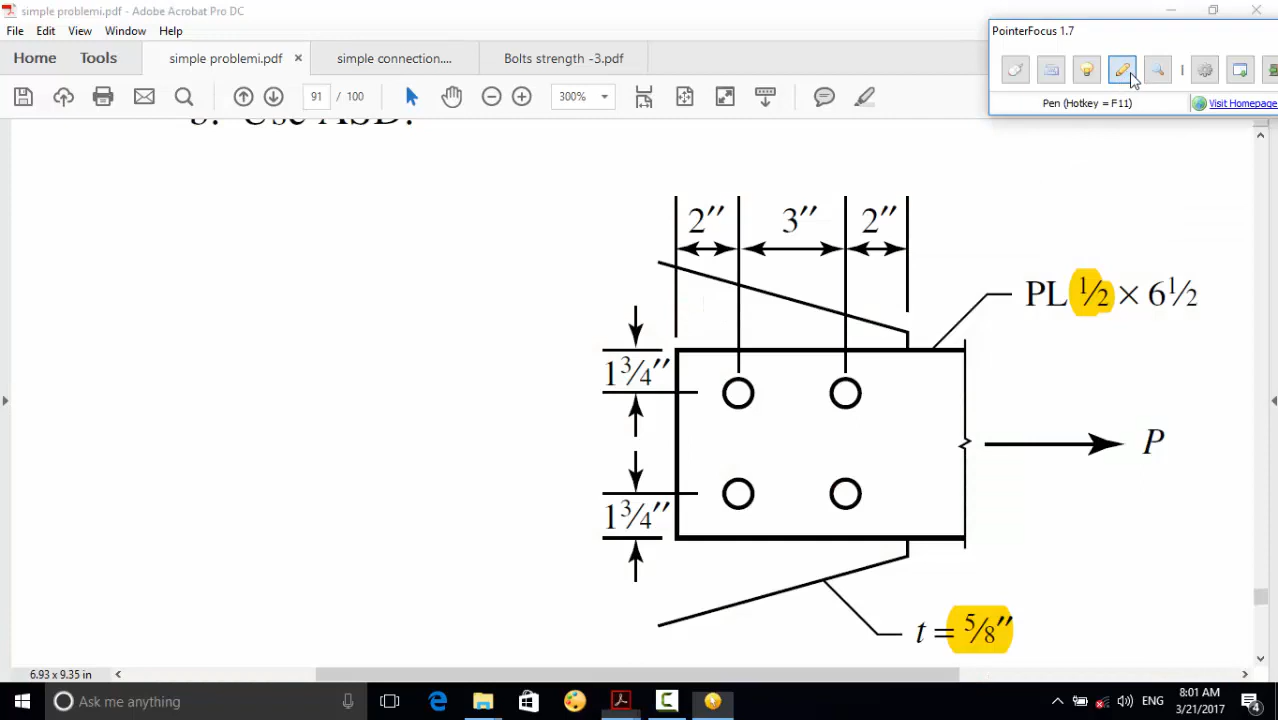 simple problemi.pdf - Adobe Acrobat Pro DC
PointerFocus 1.7
File Edit View Window Help
Home Tools simple problemi.pdf × simple connection.... Bolts strength -3.pdf
91 / 100 300%
Pen (Hotkey = F11) Visit Homepage
b. Use ASD.
2″ 3″ 2″
PL ½ × 6½
1¾″
P
1¾″
t = ⅝″
6.93 x 9.35 in
Ask me anything
ENG
8:01 AM
3/21/2017
4